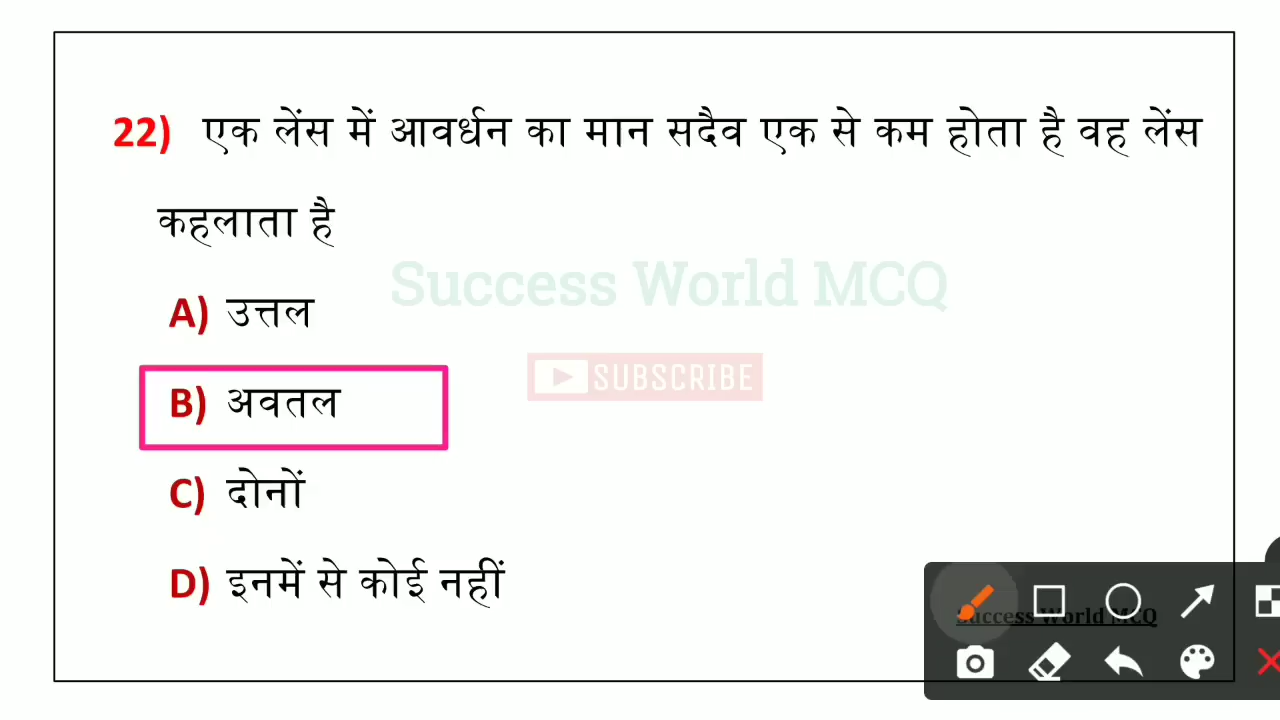 22) एक लेंस में आवर्धन का मान सदैव एक से कम होता है वह लेंस
कहलाता है
Success World MCQ
A) उत्तल
SUBSCRIBE
B) अवतल
C) दोनों
D) इनमें से कोई नहीं
Success World MCQ